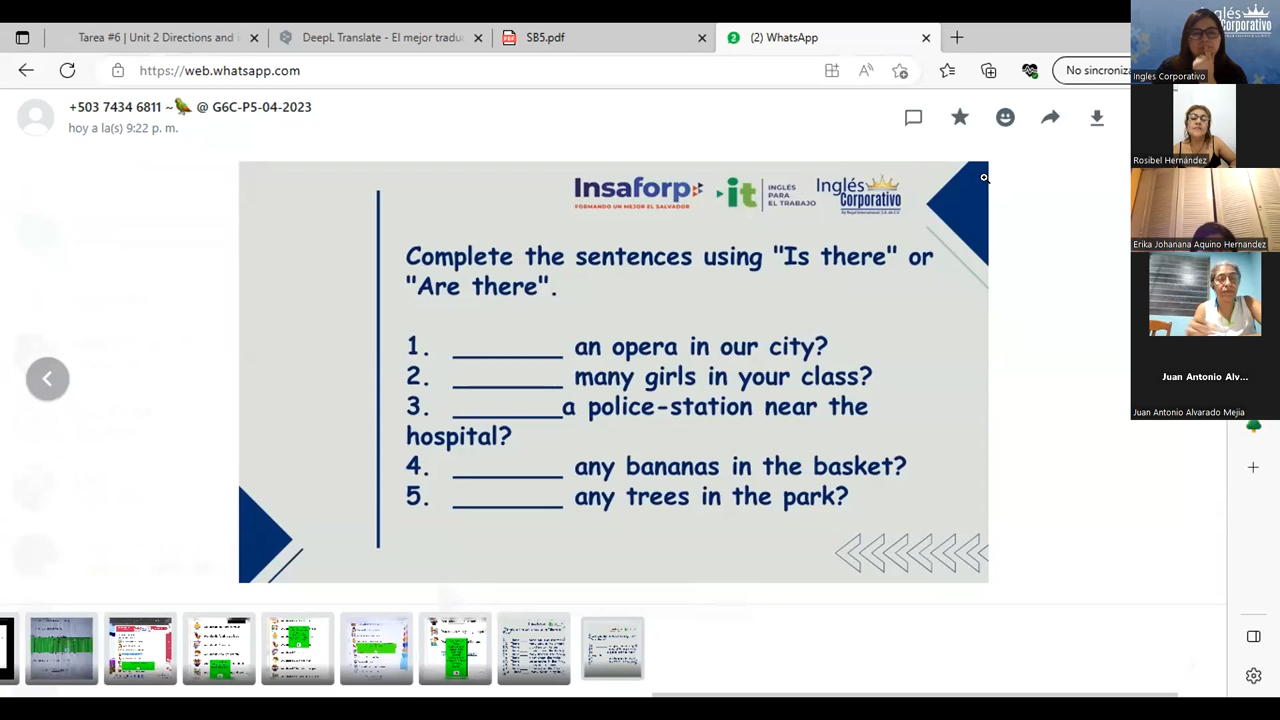 Tarea #6 | Unit 2 Directions and i
DeepL Translate - El mejor tradu
SB5.pdf
(2) WhatsApp
https://web.whatsapp.com
No sincroniza
+503 7434 6811 ~ @ G6C-P5-04-2023
hoy a la(s) 9:22 p. m.
Insaforp
FORMANDO UN MEJOR EL SALVADOR
it
INGLÉS
PARA
EL TRABAJO
Inglés
Corporativo
Complete the sentences using "Is there" or
"Are there".
1. ________ an opera in our city?
2. ________ many girls in your class?
3. ________a police-station near the
hospital?
4. ________ any bananas in the basket?
5. ________ any trees in the park?
Inglés
Corporativo
Ingles Corporativo
Rosibel Hernández
Erika Johanana Aquino Hernandez
Juan Antonio Alv...
Juan Antonio Alvarado Mejia